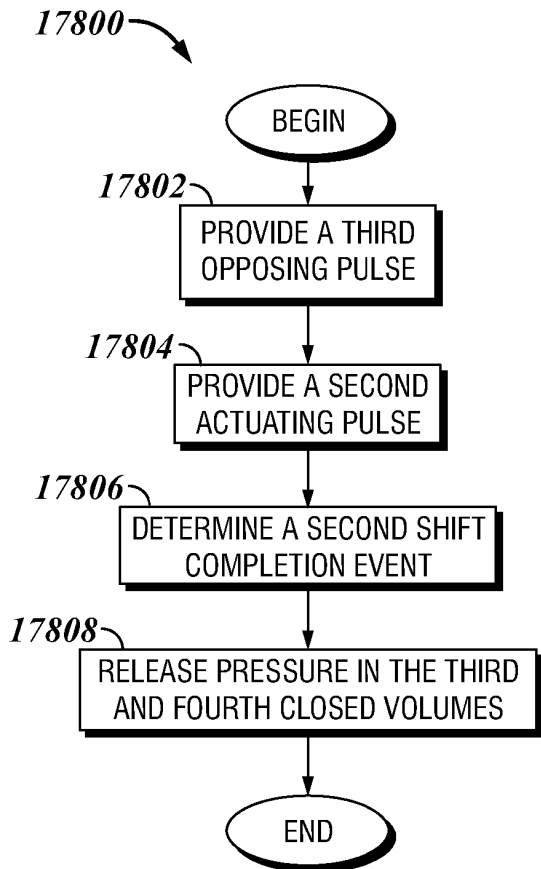 17800
BEGIN
17802
PROVIDE A THIRD
OPPOSING PULSE
17804
PROVIDE A SECOND
ACTUATING PULSE
17806
DETERMINE A SECOND SHIFT
COMPLETION EVENT
17808
RELEASE PRESSURE IN THE THIRD
AND FOURTH CLOSED VOLUMES
END